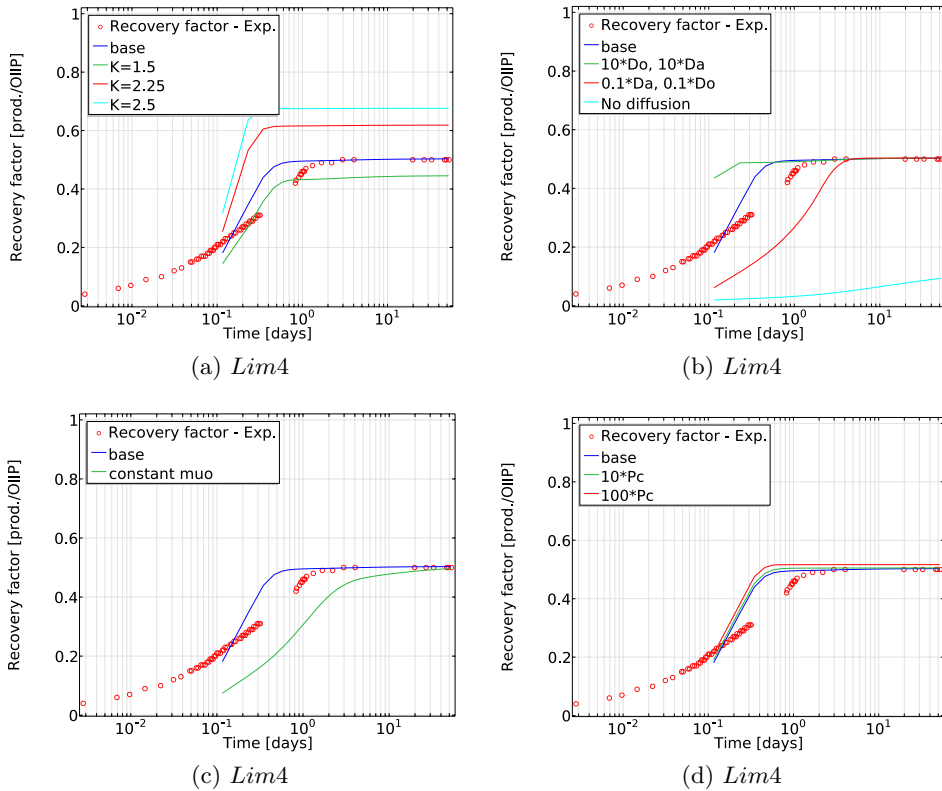 1
0.8
0.6
0.4
0.2
0
Recovery factor [prod./OIIP]
Recovery factor - Exp.
base
K=1.5
K=2.25
K=2.5
10^-2
10^-1
10^0
10^1
Time [days]
(a) Lim4
1
0.8
0.6
0.4
0.2
0
Recovery factor [prod./OIIP]
Recovery factor - Exp.
base
10*Do, 10*Da
0.1*Da, 0.1*Do
No diffusion
10^-2
10^-1
10^0
10^1
Time [days]
(b) Lim4
1
0.8
0.6
0.4
0.2
0
Recovery factor [prod./OIIP]
Recovery factor - Exp.
base
constant muo
10^-2
10^-1
10^0
10^1
Time [days]
(c) Lim4
1
0.8
0.6
0.4
0.2
0
Recovery factor [prod./OIIP]
Recovery factor - Exp.
base
10*Pc
100*Pc
10^-2
10^-1
10^0
10^1
Time [days]
(d) Lim4